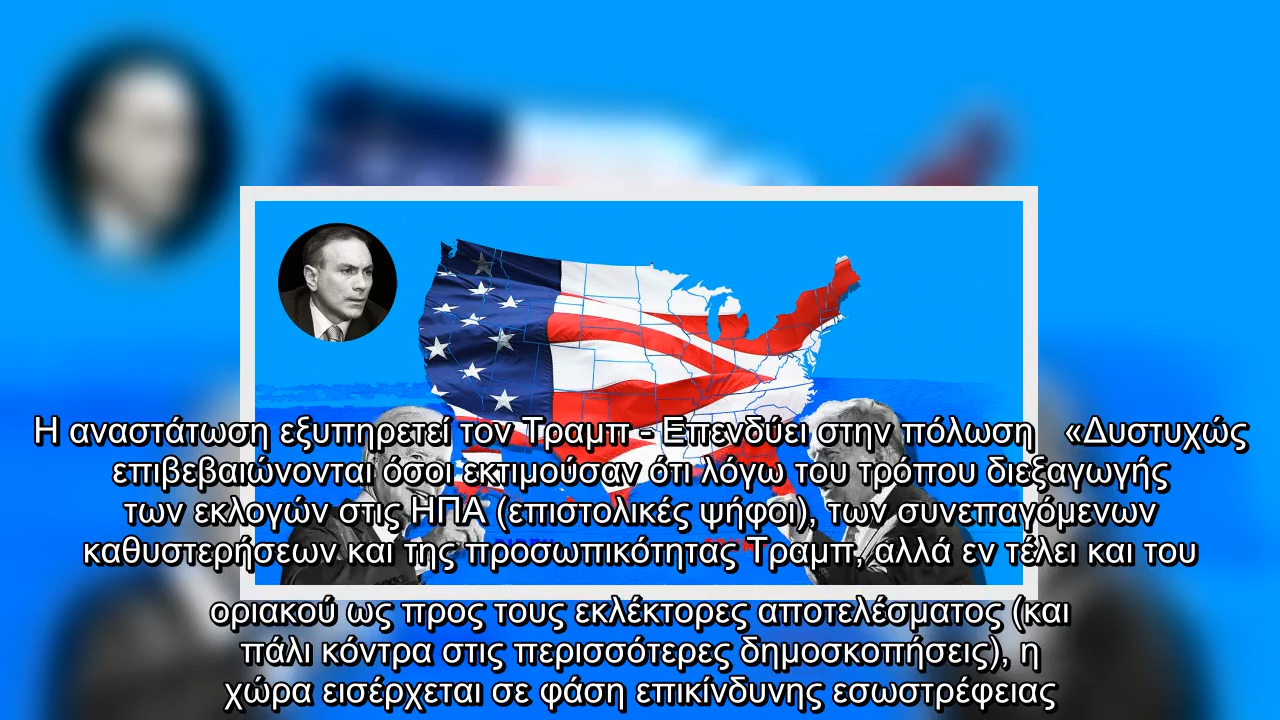 Η αναστάτωση εξυπηρετεί τον Τραμπ - Επενδύει στην πόλωση «Δυστυχώς
επιβεβαιώνονται όσοι εκτιμούσαν ότι λόγω του τρόπου διεξαγωγής
των εκλογών στις ΗΠΑ (επιστολικές ψήφοι), των συνεπαγόμενων
καθυστερήσεων και της προσωπικότητας Τραμπ, αλλά εν τέλει και του
οριακού ως προς τους εκλέκτορες αποτελέσματος (και
πάλι κόντρα στις περισσότερες δημοσκοπήσεις), η
χώρα εισέρχεται σε φάση επικίνδυνης εσωστρέφειας